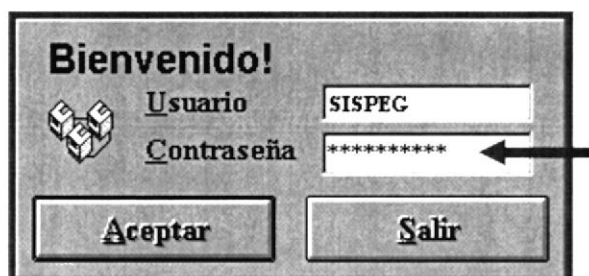 Bienvenido!
Usuario SISPEG
Contraseña **********
Aceptar Salir